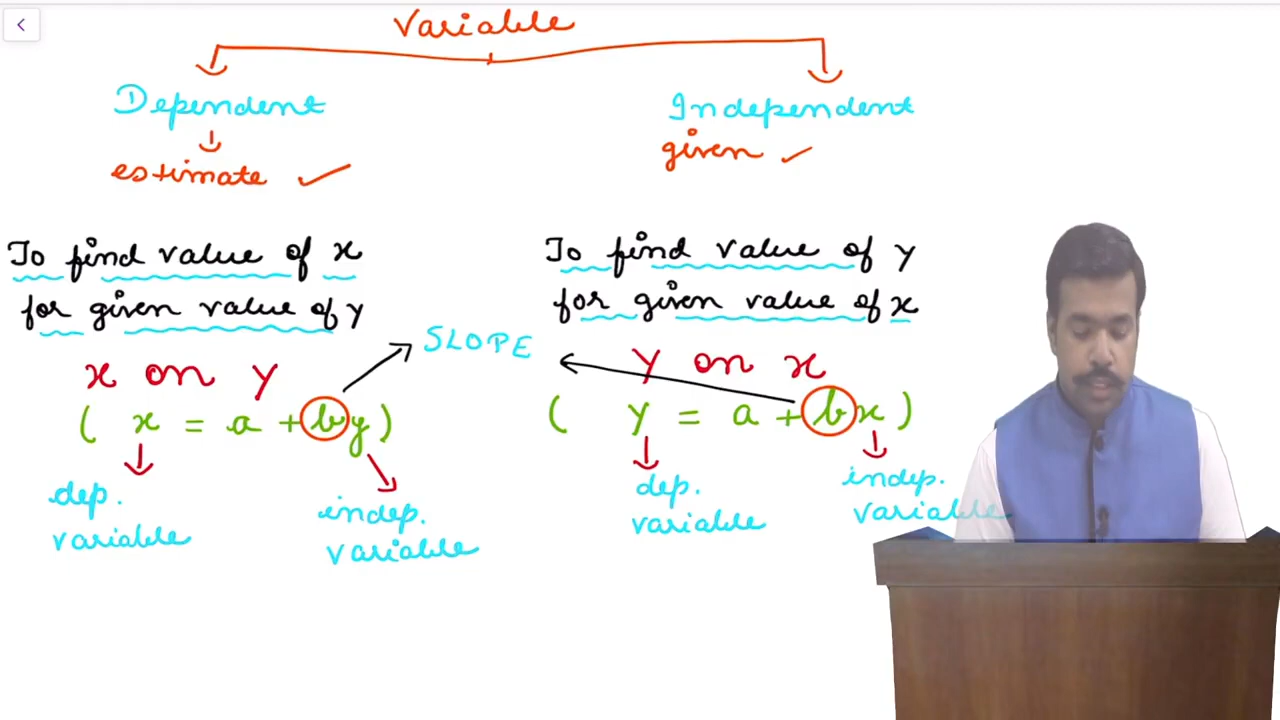 Variable
Dependent
estimate
Independent
given
To find value of x
for given value of y
x on y
( x = a + by )
dep.
variable
indep.
variable
SLOPE
To find value of y
for given value of x
y on x
( y = a + bx )
dep.
variable
indep.
variable